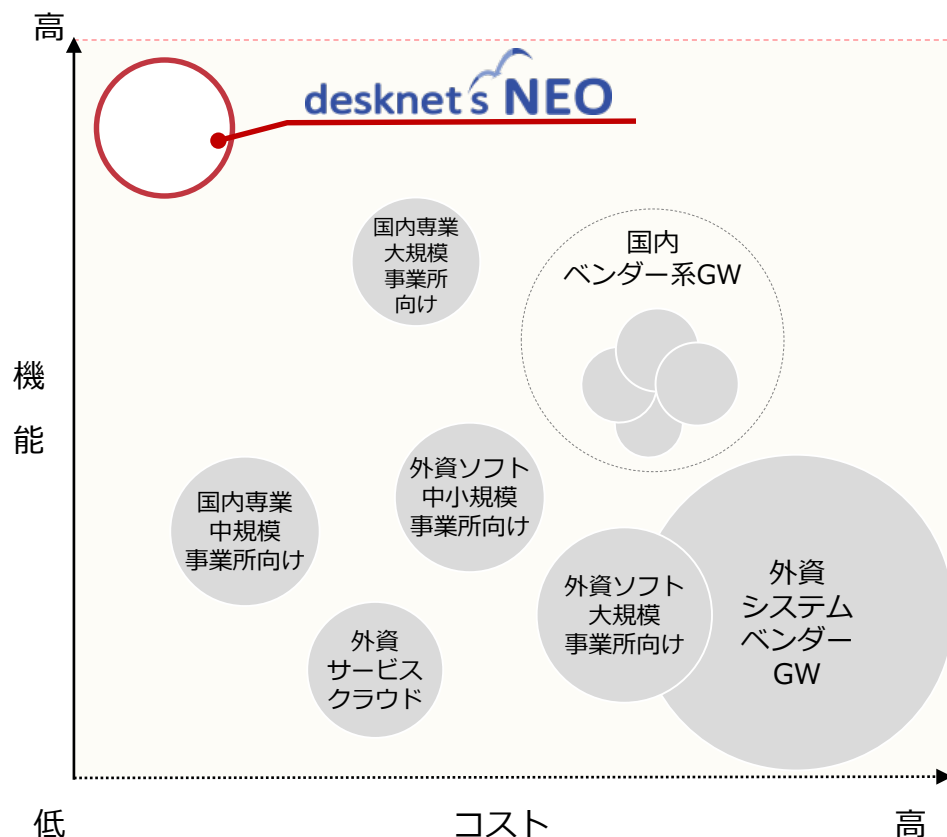 高
desknet's NEO
国内専業
大規模
事業所
向け
国内
ベンダー系GW
機
能
外資ソフト
中小規模
事業所向け
国内専業
中規模
事業所向け
外資ソフト
大規模
事業所向け
外資
システム
ベンダー
GW
外資
サービス
クラウド
低
コスト
高